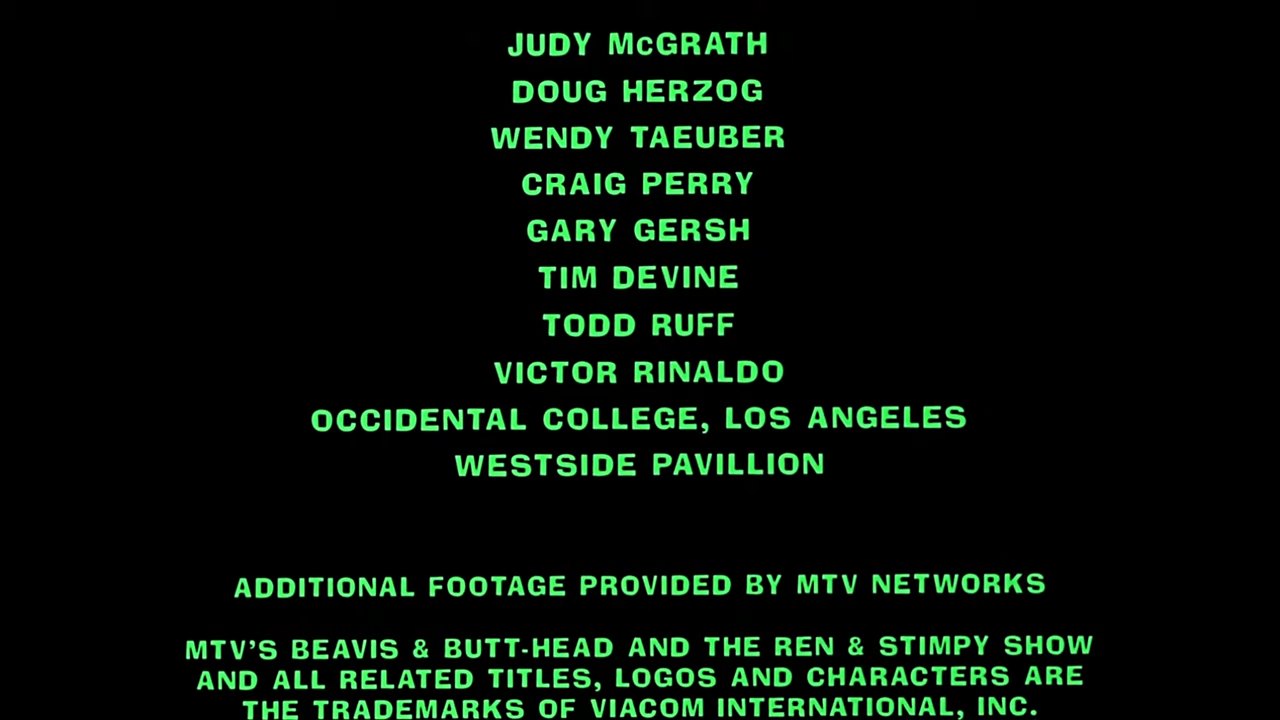 JUDY McGRATH
DOUG HERZOG
WENDY TAEUBER
CRAIG PERRY
GARY GERSH
TIM DEVINE
TODD RUFF
VICTOR RINALDO
OCCIDENTAL COLLEGE, LOS ANGELES
WESTSIDE PAVILLION
ADDITIONAL FOOTAGE PROVIDED BY MTV NETWORKS
MTV'S BEAVIS & BUTT-HEAD AND THE REN & STIMPY SHOW
AND ALL RELATED TITLES, LOGOS AND CHARACTERS ARE
THE TRADEMARKS OF VIACOM INTERNATIONAL, INC.